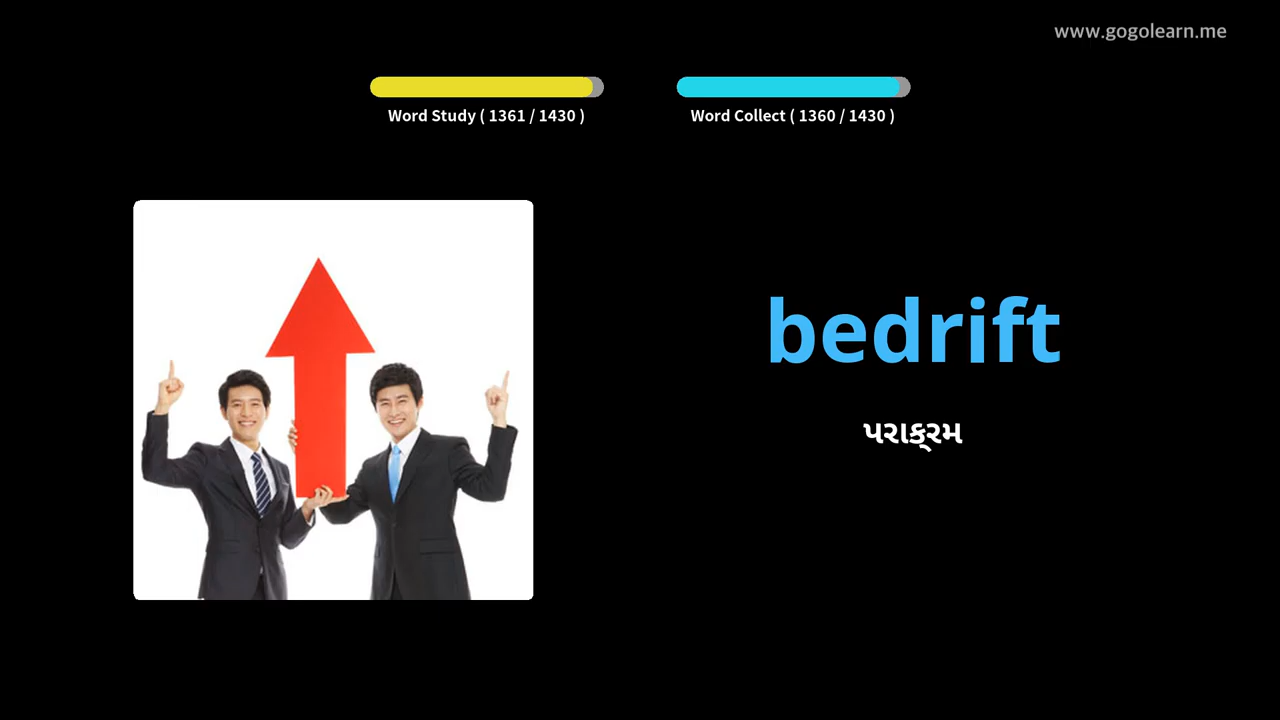 www.gogolearn.me
Word Study ( 1361 / 1430 )
Word Collect ( 1360 / 1430 )
bedrift
પરાક્રમ